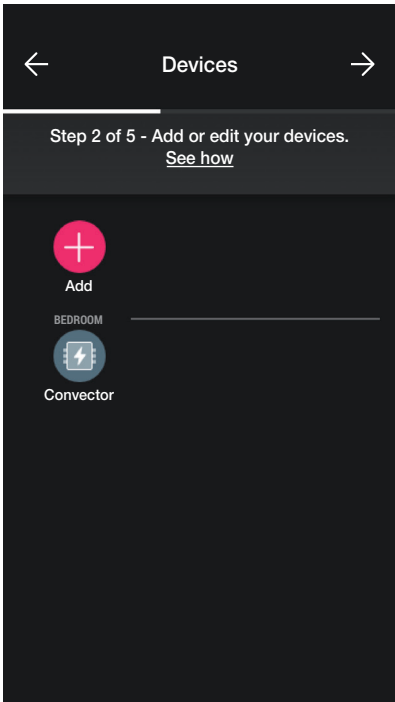 Devices
Step 2 of 5 - Add or edit your devices.
See how
Add
BEDROOM
Convector